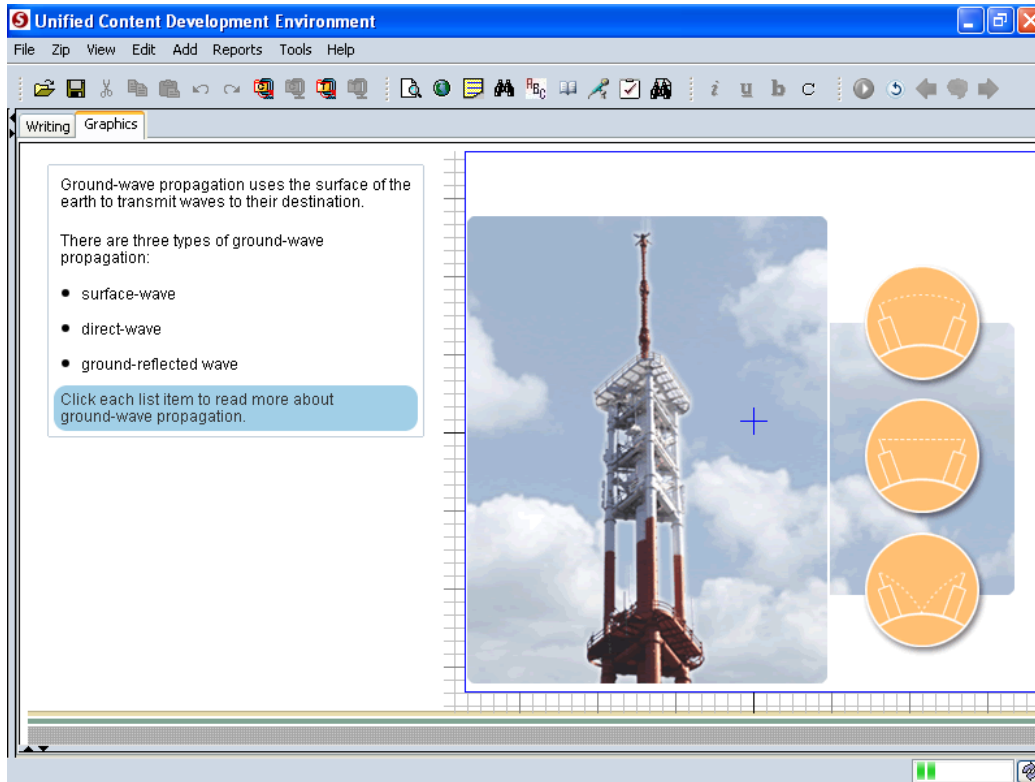 Unified Content Development Environment
File Zip View Edit Add Reports Tools Help
ABC i u b C
Writing Graphics
Ground-wave propagation uses the surface of the
earth to transmit waves to their destination.
There are three types of ground-wave
propagation:
• surface-wave
• direct-wave
• ground-reflected wave
Click each list item to read more about
ground-wave propagation.